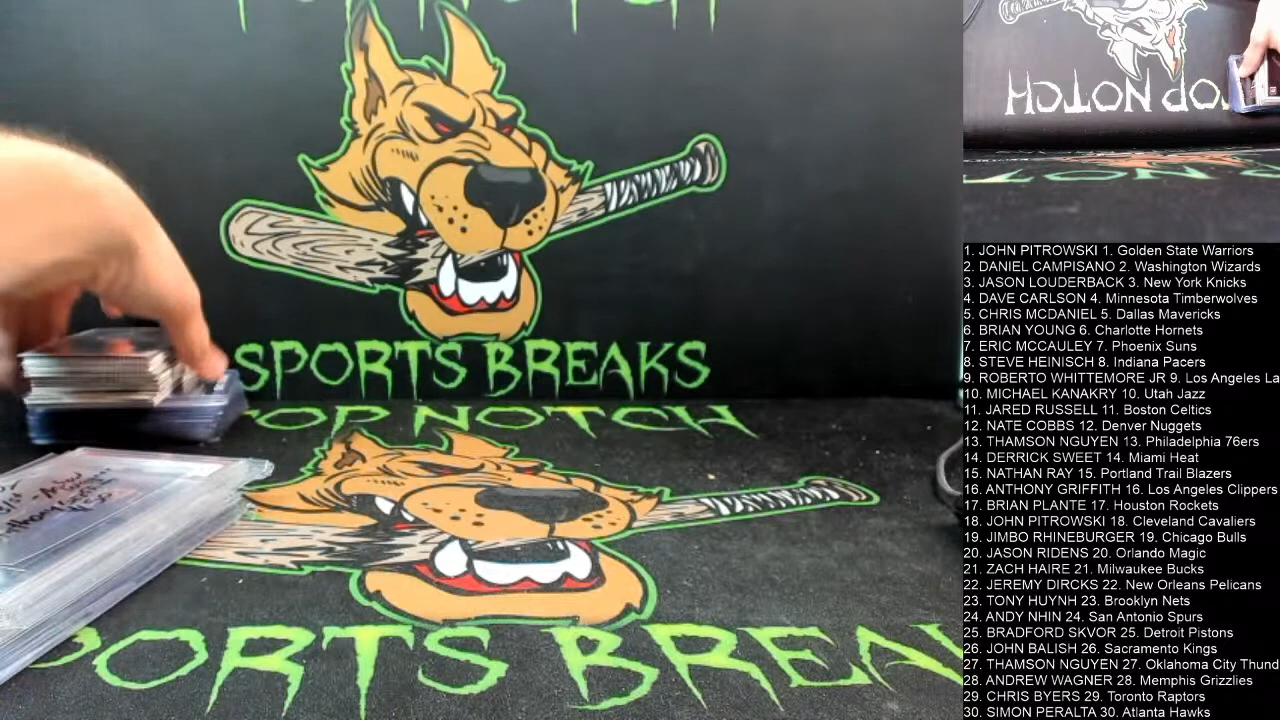 TOP NOTCH
SPORTS BREAKS
TOP NOTCH
SPORTS BREAK
TOP NOTCH
1. JOHN PITROWSKI 1. Golden State Warriors
2. DANIEL CAMPISANO 2. Washington Wizards
3. JASON LOUDERBACK 3. New York Knicks
4. DAVE CARLSON 4. Minnesota Timberwolves
5. CHRIS MCDANIEL 5. Dallas Mavericks
6. BRIAN YOUNG 6. Charlotte Hornets
7. ERIC MCCAULEY 7. Phoenix Suns
8. STEVE HEINISCH 8. Indiana Pacers
9. ROBERTO WHITTEMORE JR 9. Los Angeles La
10. MICHAEL KANAKRY 10. Utah Jazz
11. JARED RUSSELL 11. Boston Celtics
12. NATE COBBS 12. Denver Nuggets
13. THAMSON NGUYEN 13. Philadelphia 76ers
14. DERRICK SWEET 14. Miami Heat
15. NATHAN RAY 15. Portland Trail Blazers
16. ANTHONY GRIFFITH 16. Los Angeles Clippers
17. BRIAN PLANTE 17. Houston Rockets
18. JOHN PITROWSKI 18. Cleveland Cavaliers
19. JIMBO RHINEBURGER 19. Chicago Bulls
20. JASON RIDENS 20. Orlando Magic
21. ZACH HAIRE 21. Milwaukee Bucks
22. JEREMY DIRCKS 22. New Orleans Pelicans
23. TONY HUYNH 23. Brooklyn Nets
24. ANDY NHIN 24. San Antonio Spurs
25. BRADFORD SKVOR 25. Detroit Pistons
26. JOHN BALISH 26. Sacramento Kings
27. THAMSON NGUYEN 27. Oklahoma City Thund
28. ANDREW WAGNER 28. Memphis Grizzlies
29. CHRIS BYERS 29. Toronto Raptors
30. SIMON PERALTA 30. Atlanta Hawks